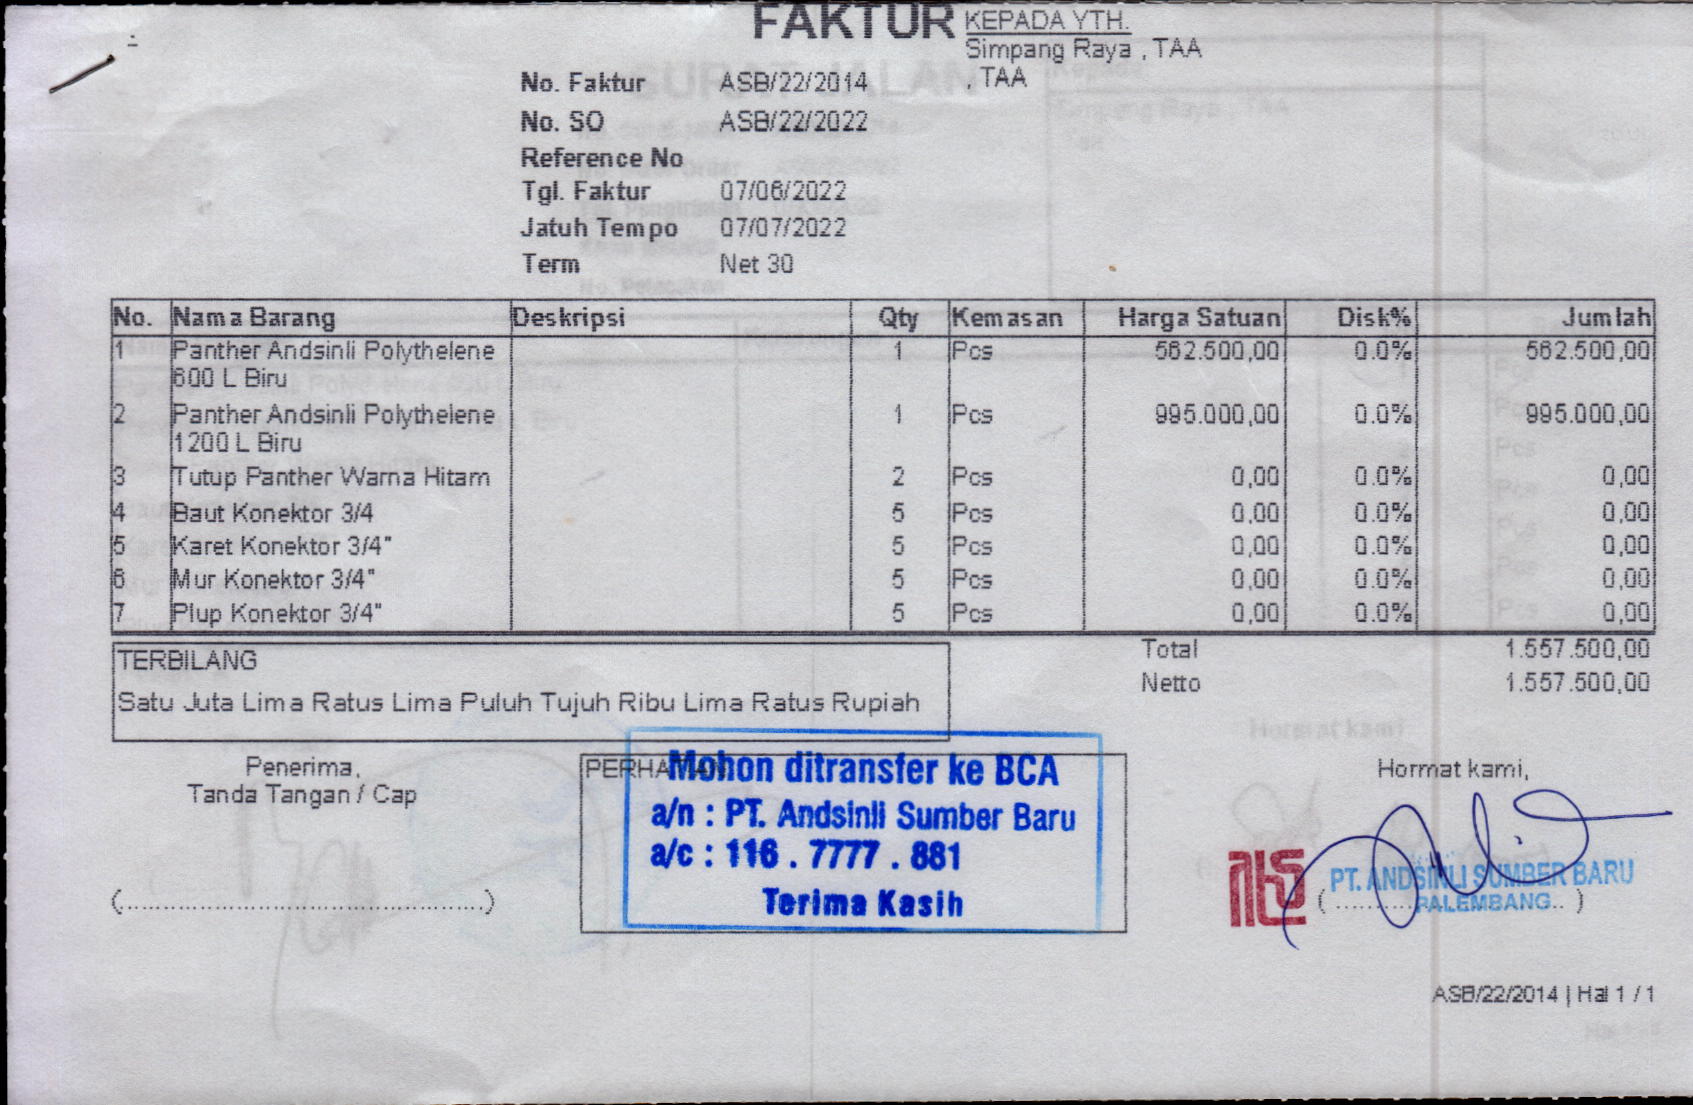 FAKTUR
KEPADA YTH.
Simpang Raya , TAA
, TAA
No. Faktur ASB/22/2014
No. SO ASB/22/2022
Reference No
Tgl. Faktur 07/06/2022
Jatuh Tempo 07/07/2022
Term Net 30
No. Nama Barang Deskripsi Qty Kemasan Harga Satuan Disk% Jumlah
1 Panther Andsinli Polythelene 1 Pcs 562.500,00 0.0% 562.500,00
600 L Biru
2 Panther Andsinli Polythelene 1 Pcs 995.000,00 0.0% 995.000,00
1200 L Biru
3 Tutup Panther Warna Hitam 2 Pcs 0,00 0.0% 0,00
4 Baut Konektor 3/4 5 Pcs 0,00 0.0% 0,00
5 Karet Konektor 3/4" 5 Pcs 0,00 0.0% 0,00
6 Mur Konektor 3/4" 5 Pcs 0,00 0.0% 0,00
7 Plup Konektor 3/4" 5 Pcs 0,00 0.0% 0,00
Total 1.557.500,00
Netto 1.557.500,00
TERBILANG
Satu Juta Lima Ratus Lima Puluh Tujuh Ribu Lima Ratus Rupiah
Penerima,
Tanda Tangan / Cap
(................................................)
PERHATIAN
Mohon ditransfer ke BCA
a/n : PT. Andsinli Sumber Baru
a/c : 116 . 7777 . 881
Terima Kasih
Hormat kami,
PT. ANDSINLI SUMBER BARU
PALEMBANG
ASB/22/2014 | Hal 1 / 1